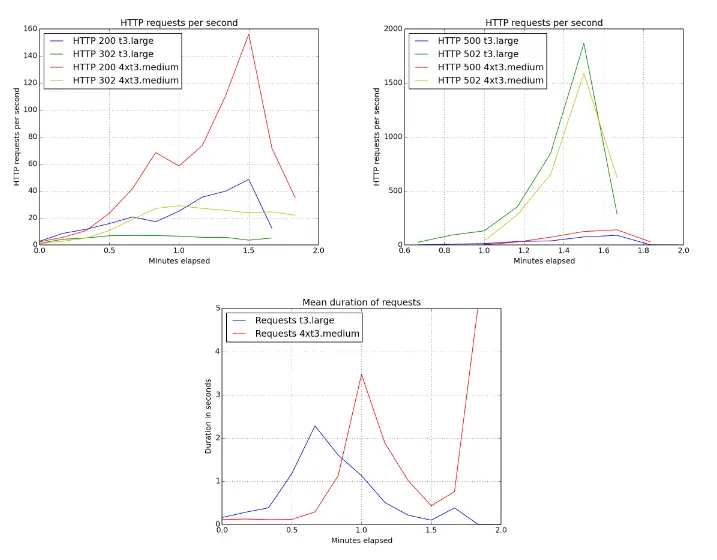 HTTP requests per second
HTTP requests per second
160
140
120
100
80
60
40
20
0
HTTP 200 t3.large
HTTP 302 t3.large
HTTP 200 4xt3.medium
HTTP 302 4xt3.medium
0.0 0.5 1.0 1.5 2.0
Minutes elapsed
HTTP requests per second
HTTP requests per second
2000
1500
1000
500
HTTP 500 t3.large
HTTP 502 t3.large
HTTP 500 4xt3.medium
HTTP 502 4xt3.medium
0.6 0.8 1.0 1.2 1.4 1.6 1.8 2.0
Minutes elapsed
Mean duration of requests
Duration in seconds
5
4
3
2
1
0
Requests t3.large
Requests 4xt3.medium
0.0 0.5 1.0 1.5 2.0
Minutes elapsed